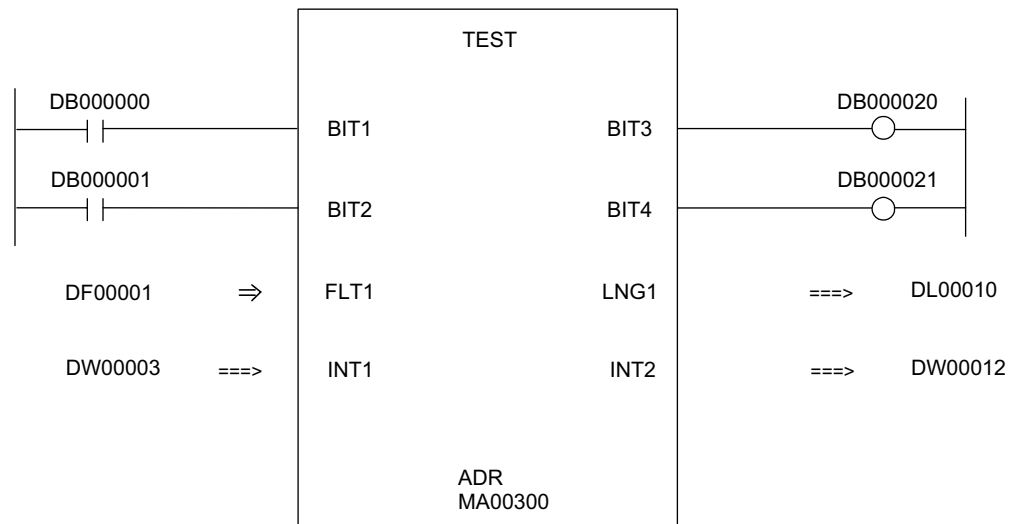 TEST
DB000000
DB000020
BIT1
BIT3
DB000001
DB000021
BIT2
BIT4
DF00001 ⇒ FLT1
LNG1 ===> DL00010
DW00003 ===> INT1
INT2 ===> DW00012
ADR
MA00300